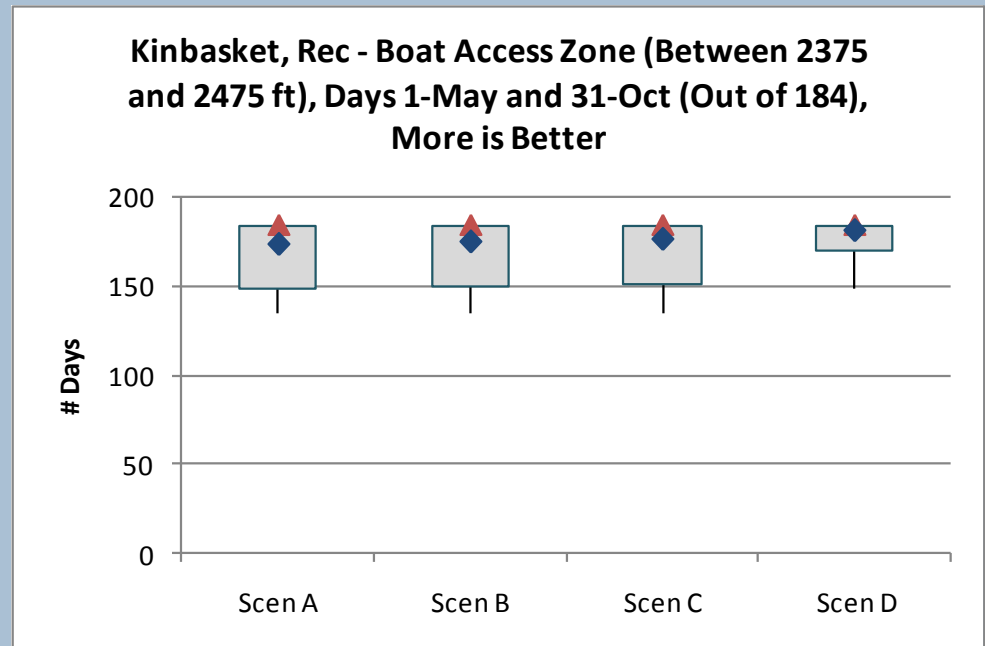 Kinbasket, Rec - Boat Access Zone (Between 2375
and 2475 ft), Days 1-May and 31-Oct (Out of 184),
More is Better
# Days
200
150
100
50
0
Scen A Scen B Scen C Scen D